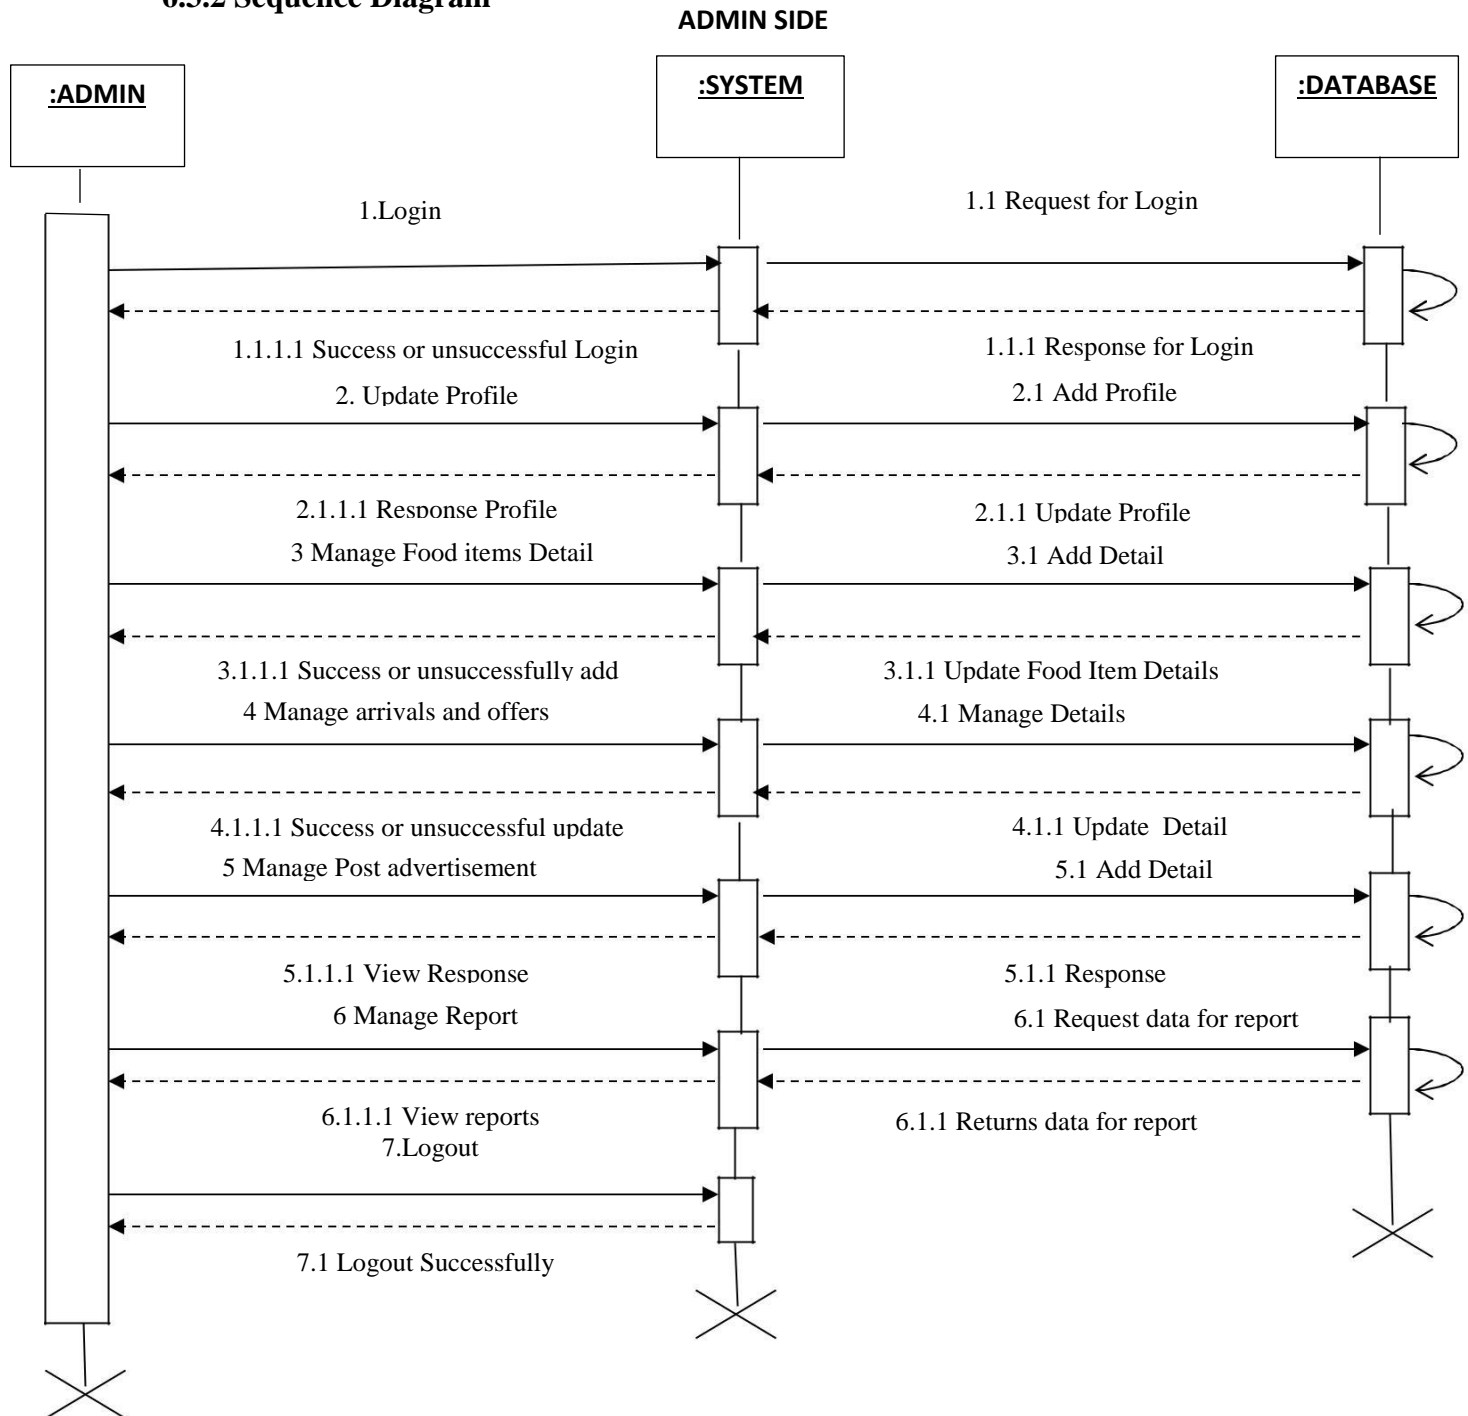 6.3.2 Sequence Diagram
ADMIN SIDE
:ADMIN
:SYSTEM
:DATABASE
1.Login
1.1 Request for Login
1.1.1.1 Success or unsuccessful Login
1.1.1 Response for Login
2. Update Profile
2.1 Add Profile
2.1.1.1 Response Profile
2.1.1 Update Profile
3 Manage Food items Detail
3.1 Add Detail
3.1.1.1 Success or unsuccessfully add
3.1.1 Update Food Item Details
4 Manage arrivals and offers
4.1 Manage Details
4.1.1.1 Success or unsuccessful update
4.1.1 Update Detail
5 Manage Post advertisement
5.1 Add Detail
5.1.1.1 View Response
5.1.1 Response
6 Manage Report
6.1 Request data for report
6.1.1.1 View reports
6.1.1 Returns data for report
7.Logout
7.1 Logout Successfully